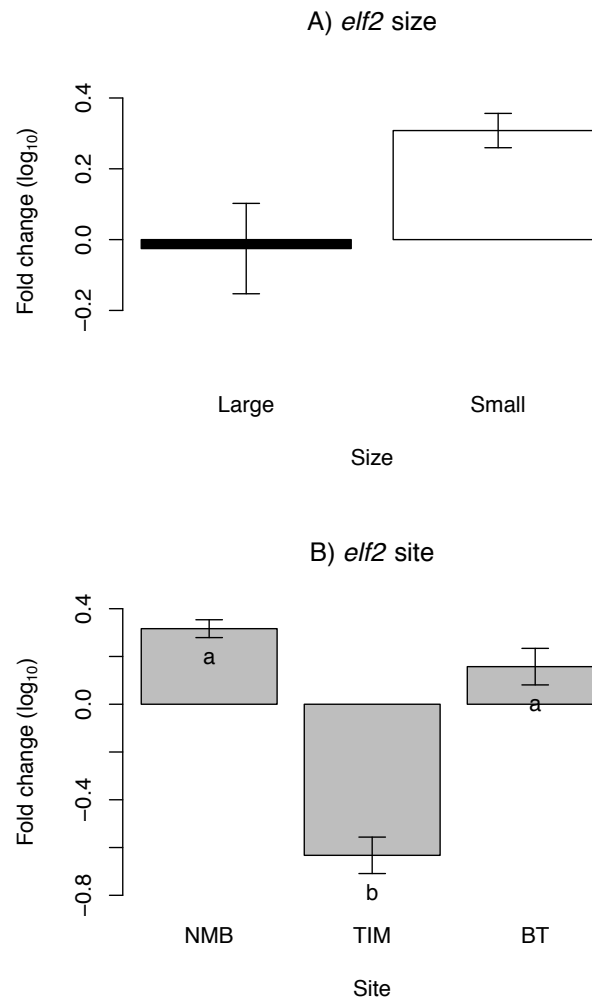 A) elf2 size
Fold change (log₁₀)
0.4
0.2
0.0
−0.2
Large Small
Size
B) elf2 site
Fold change (log₁₀)
0.4
0.0
−0.4
−0.8
a
a
b
NMB TIM BT
Site